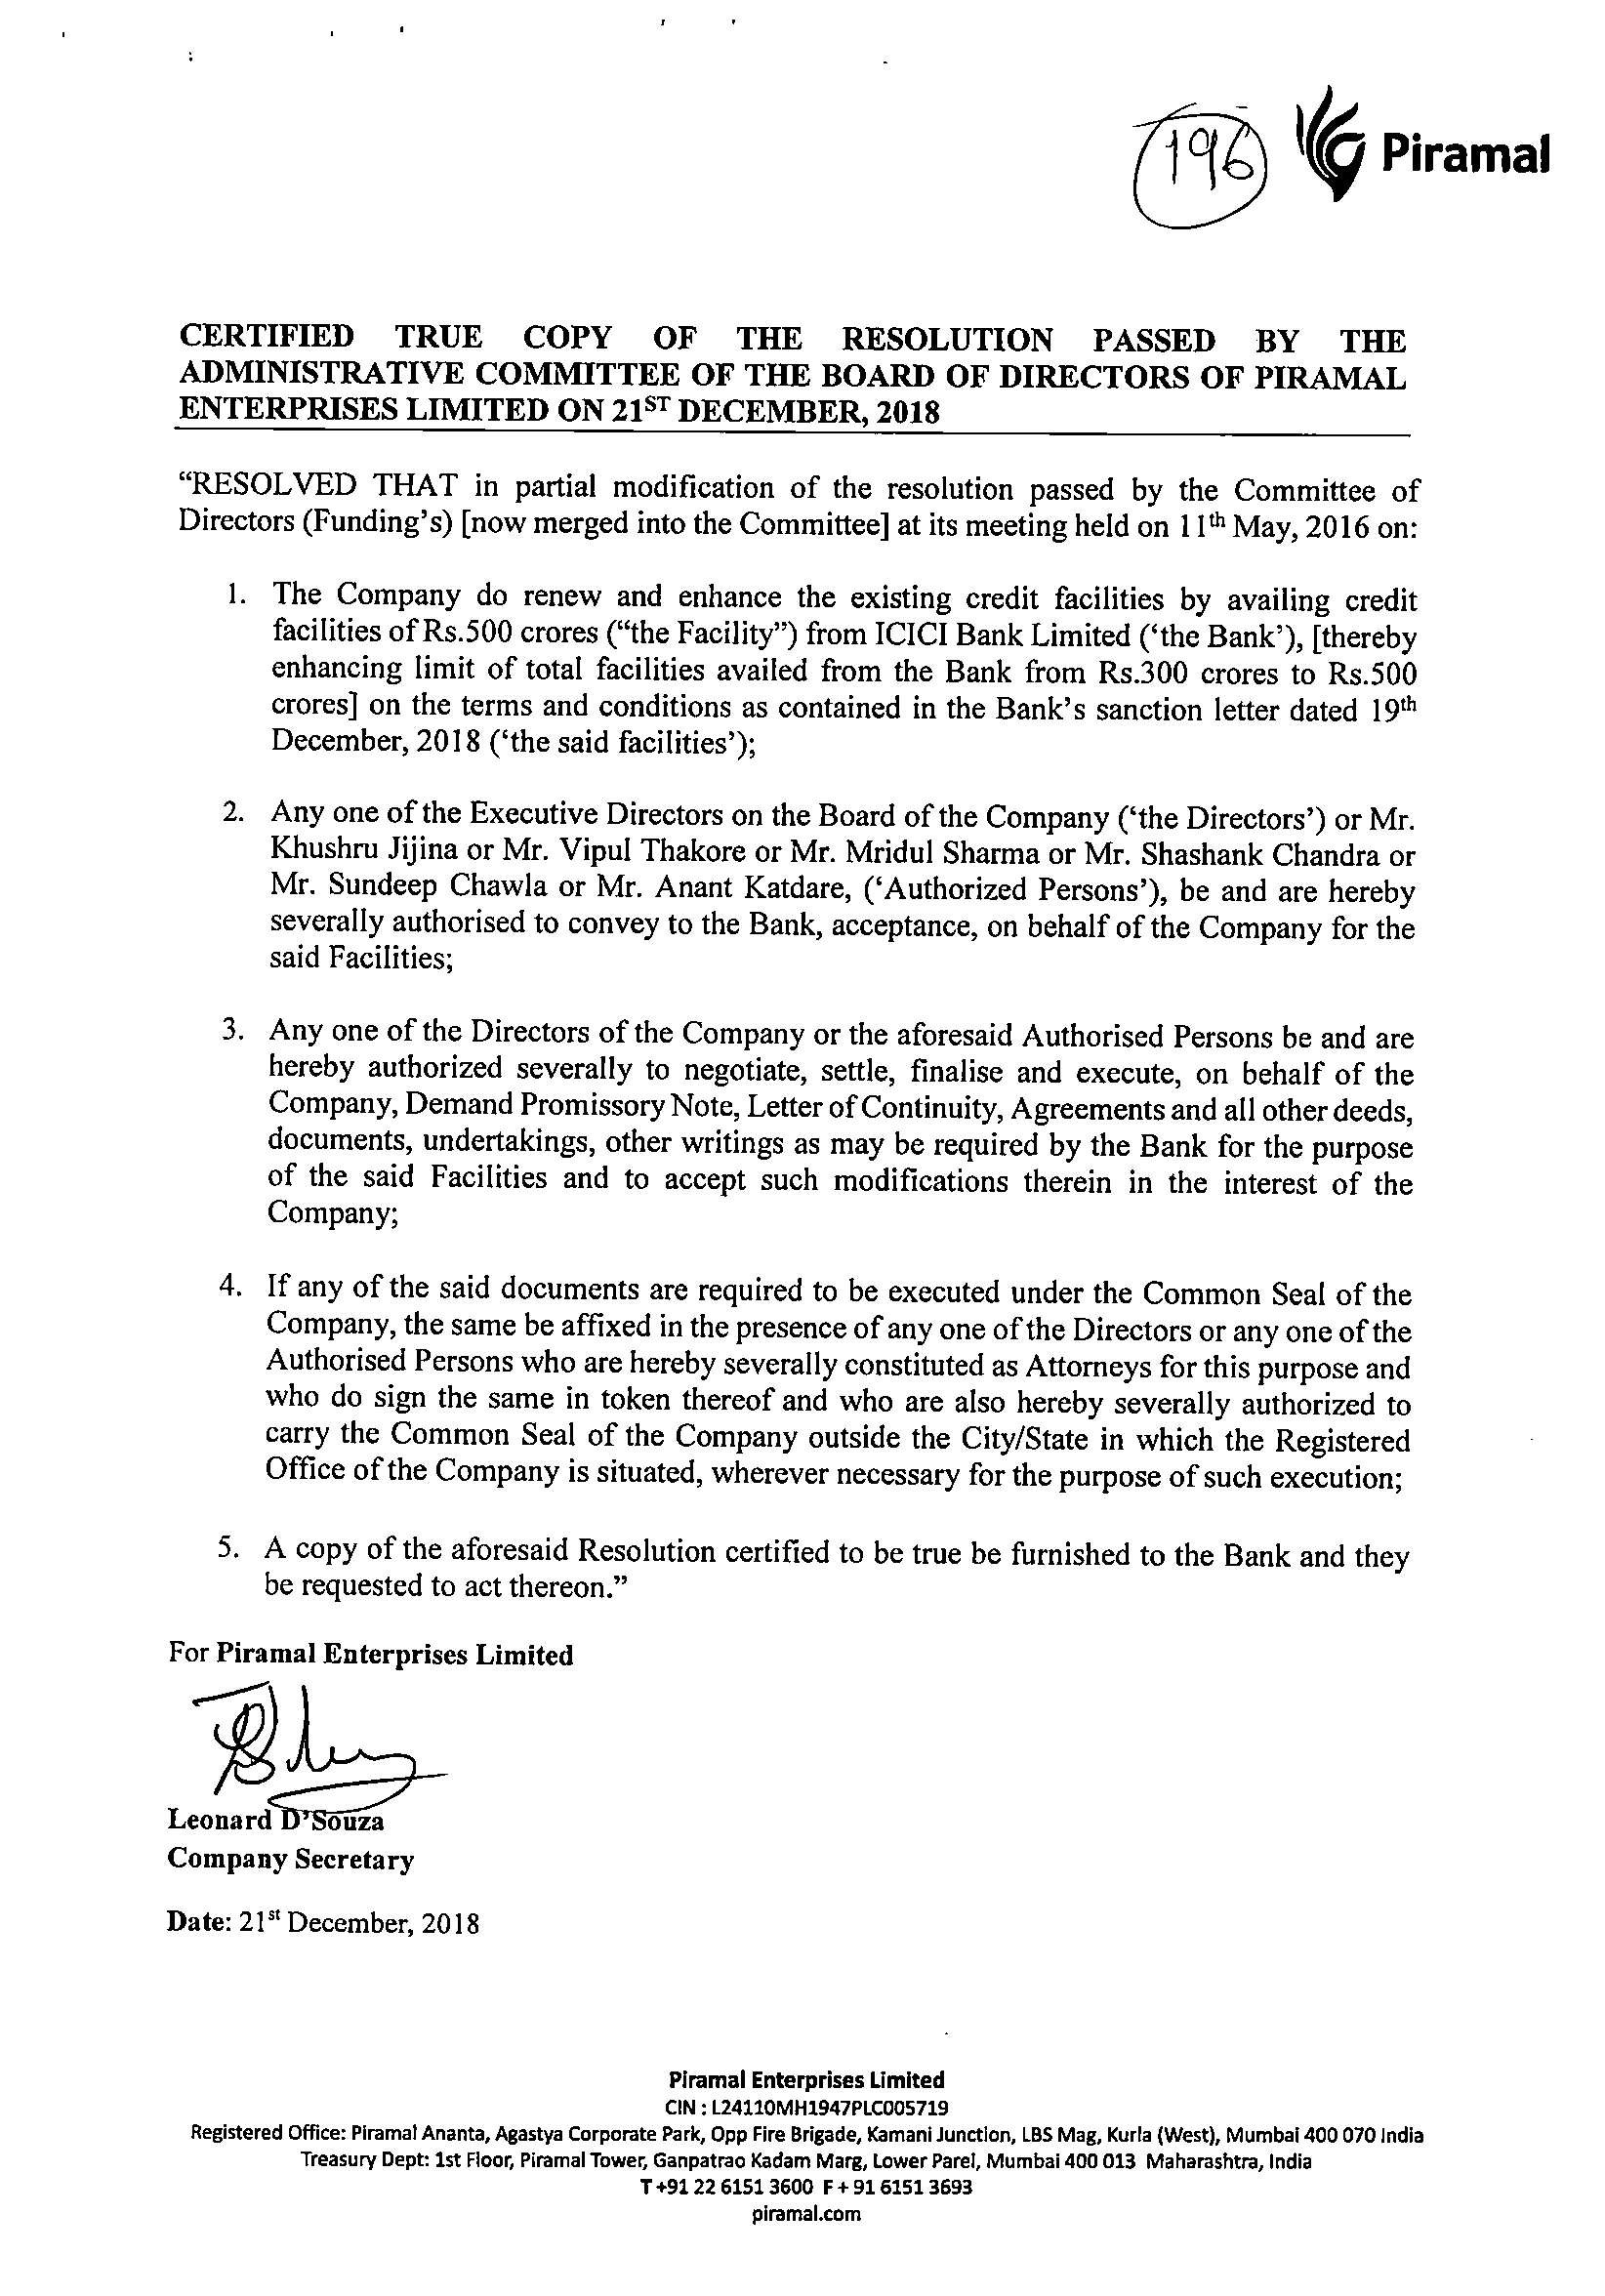 196
Piramal
CERTIFIED TRUE COPY OF THE RESOLUTION PASSED BY THE
ADMINISTRATIVE COMMITTEE OF THE BOARD OF DIRECTORS OF PIRAMAL
ENTERPRISES LIMITED ON 21ST DECEMBER, 2018
“RESOLVED THAT in partial modification of the resolution passed by the Committee of
Directors (Funding’s) [now merged into the Committee] at its meeting held on 11th May, 2016 on:
1. The Company do renew and enhance the existing credit facilities by availing credit
facilities of Rs.500 crores (“the Facility”) from ICICI Bank Limited (‘the Bank’), [thereby
enhancing limit of total facilities availed from the Bank from Rs.300 crores to Rs.500
crores] on the terms and conditions as contained in the Bank’s sanction letter dated 19th
December, 2018 (‘the said facilities’);
2. Any one of the Executive Directors on the Board of the Company (‘the Directors’) or Mr.
Khushru Jijina or Mr. Vipul Thakore or Mr. Mridul Sharma or Mr. Shashank Chandra or
Mr. Sundeep Chawla or Mr. Anant Katdare, (‘Authorized Persons’), be and are hereby
severally authorised to convey to the Bank, acceptance, on behalf of the Company for the
said Facilities;
3. Any one of the Directors of the Company or the aforesaid Authorised Persons be and are
hereby authorized severally to negotiate, settle, finalise and execute, on behalf of the
Company, Demand Promissory Note, Letter of Continuity, Agreements and all other deeds,
documents, undertakings, other writings as may be required by the Bank for the purpose
of the said Facilities and to accept such modifications therein in the interest of the
Company;
4. If any of the said documents are required to be executed under the Common Seal of the
Company, the same be affixed in the presence of any one of the Directors or any one of the
Authorised Persons who are hereby severally constituted as Attorneys for this purpose and
who do sign the same in token thereof and who are also hereby severally authorized to
carry the Common Seal of the Company outside the City/State in which the Registered
Office of the Company is situated, wherever necessary for the purpose of such execution;
5. A copy of the aforesaid Resolution certified to be true be furnished to the Bank and they
be requested to act thereon.”
For Piramal Enterprises Limited
Leonard D’Souza
Company Secretary
Date: 21st December, 2018
Piramal Enterprises Limited
CIN : L24110MH1947PLC005719
Registered Office: Piramal Ananta, Agastya Corporate Park, Opp Fire Brigade, Kamani Junction, LBS Mag, Kurla (West), Mumbai 400 070 India
Treasury Dept: 1st Floor, Piramal Tower, Ganpatrao Kadam Marg, Lower Parel, Mumbai 400 013 Maharashtra, India
T +91 22 6151 3600 F + 91 6151 3693
piramal.com